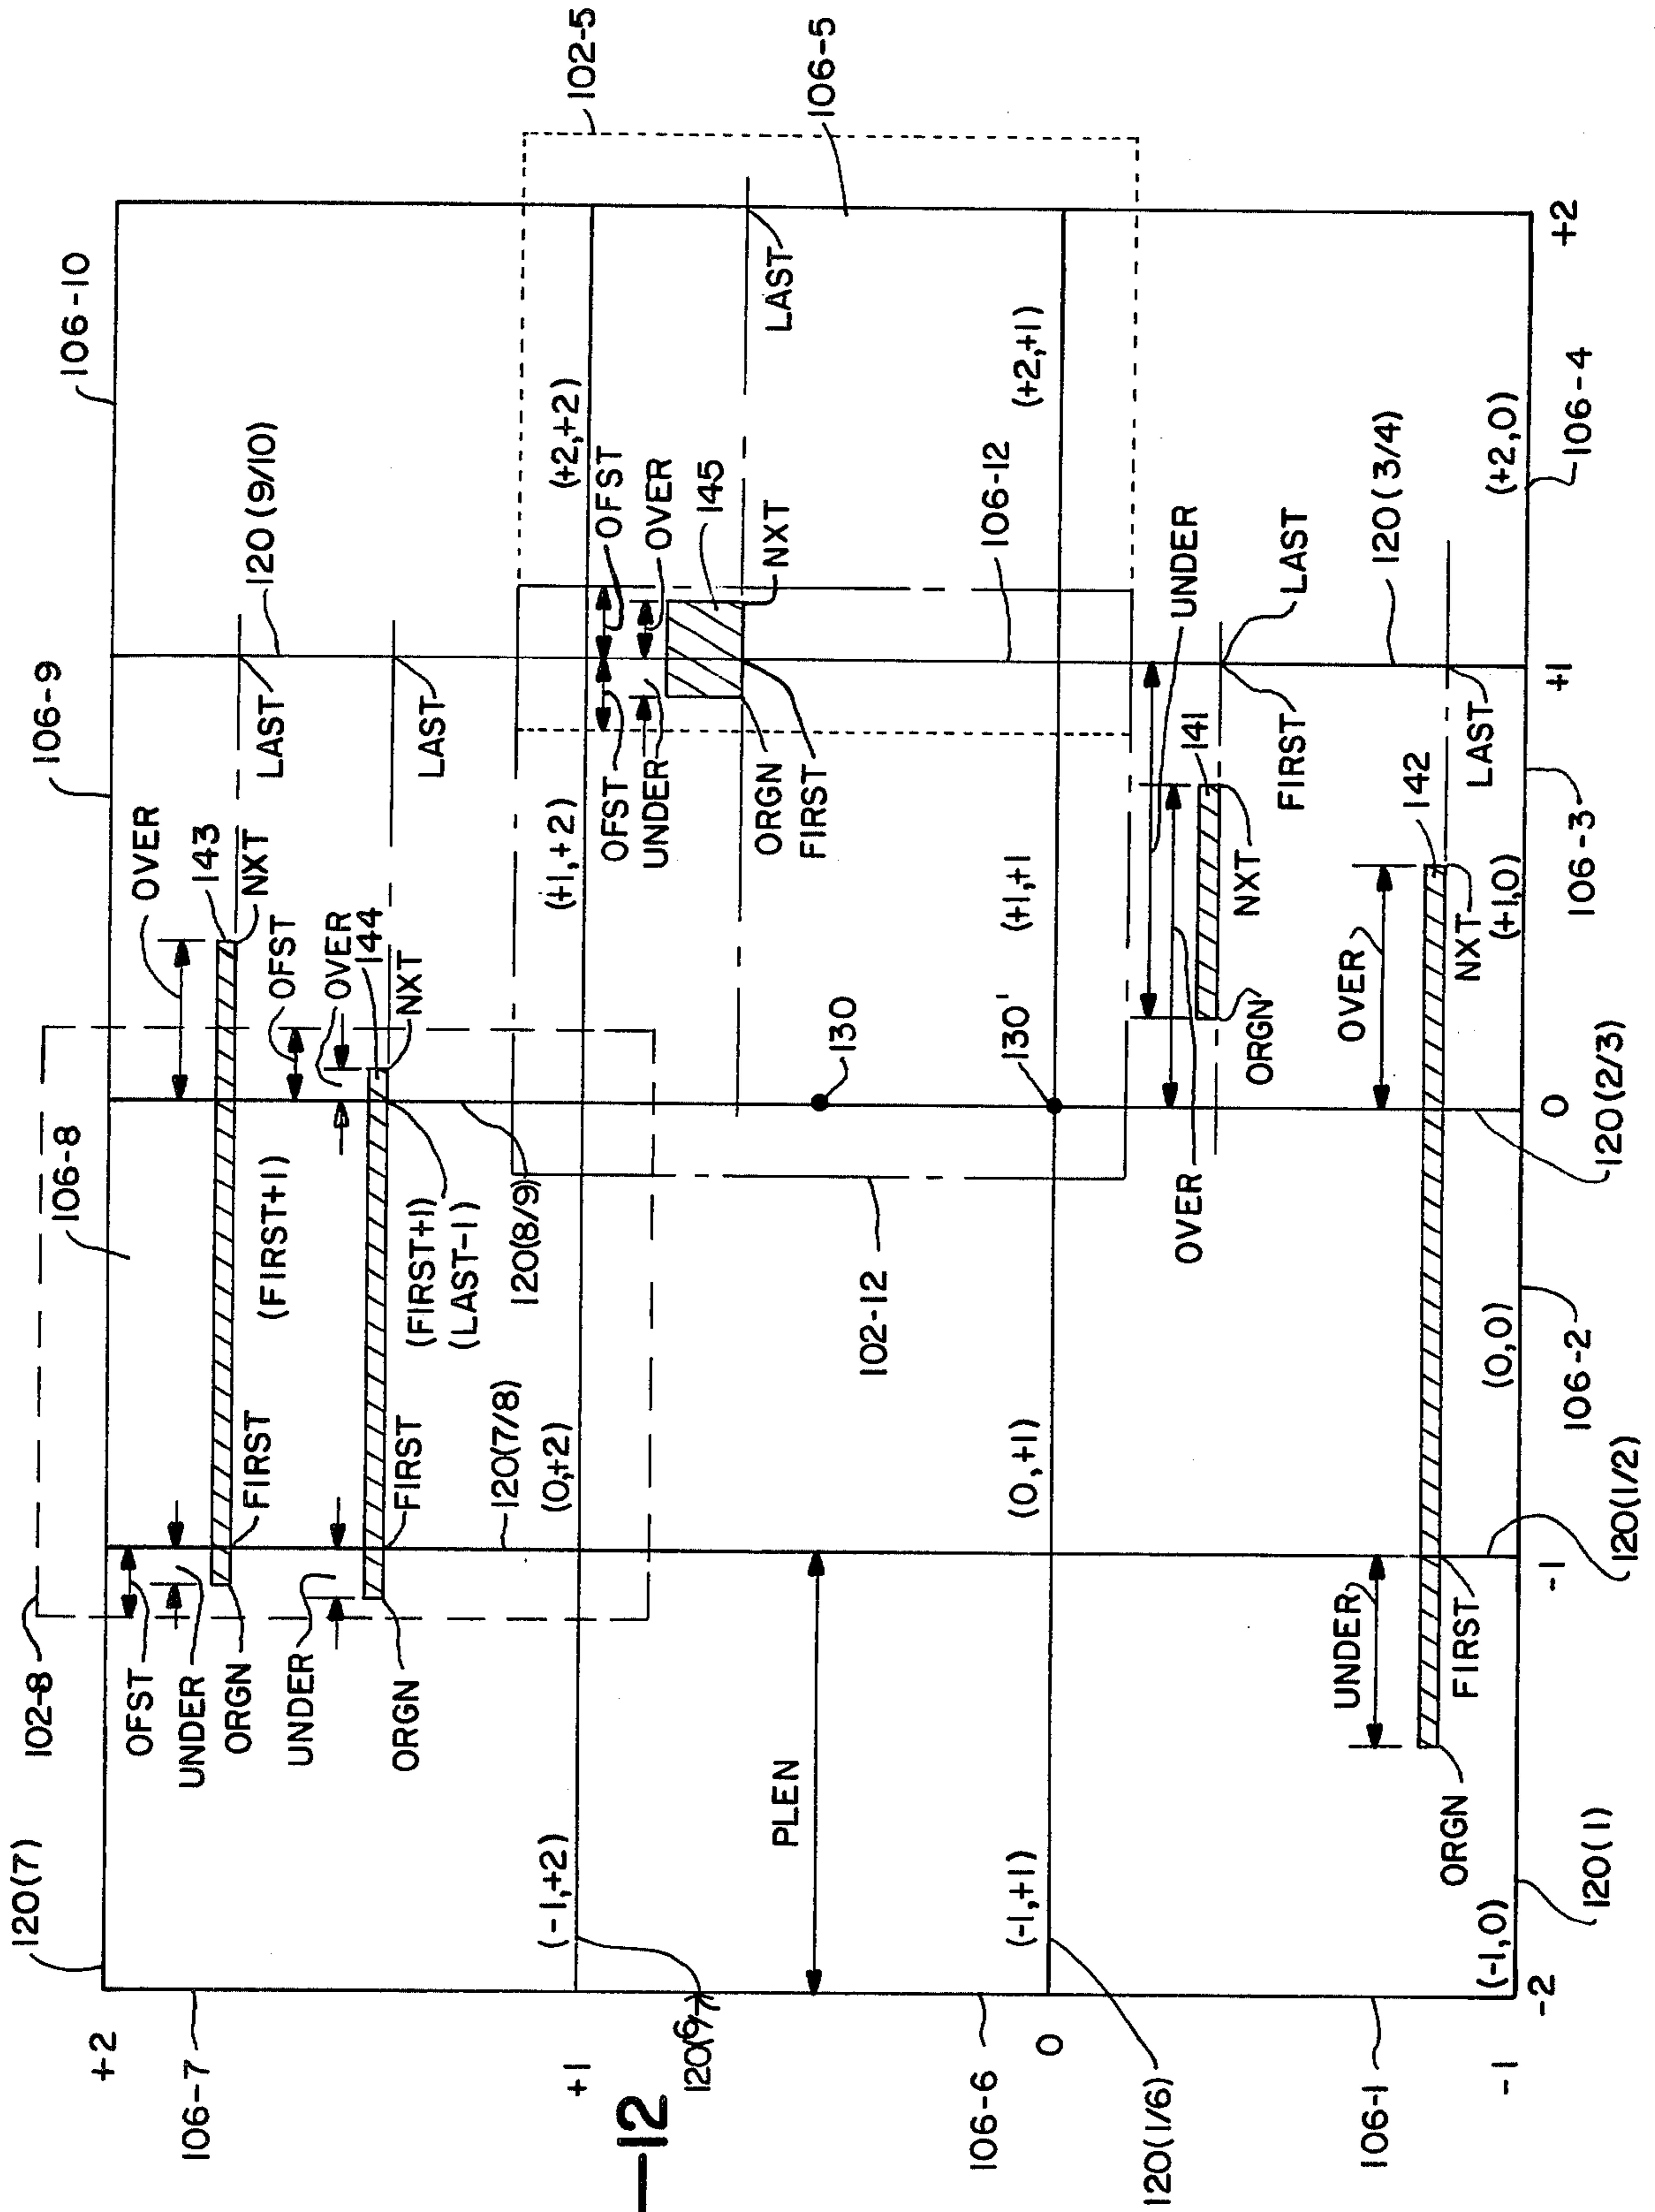 102-8
120(7)
+2
106-7
+1
120(6/7)
—12
106-6
0
120(1/6)
106-1
-1
OFST
UNDER
ORGN
UNDER
ORGN
FIRST
FIRST
120(7/8)
(0,+2)
(-1,+2)
106-8
(FIRST+1)
(FIRST+1)
(LAST-1)
120(8/9)
OVER
143
NXT
OFST
OVER
144
NXT
106-9
106-10
120(9/10)
LAST
LAST
102-5
106-5
(+2,+2)
OFST
OVER
145
NXT
OFST
UNDER
ORGN
FIRST
(+1,+2)
LAST
(+2,+1)
106-12
(+1,+1
130
130'
102-12
(0,+1)
(-1,+1)
PLEN
UNDER
LAST
FIRST
141
NXT
ORGN
OVER
120(3/4)
LAST
142
NXT
(+1,0)
OVER
(+2,0)
106-4
106-3
+2
+1
0
120(2/3)
(0,0)
106-2
120(1/2)
-1
UNDER
FIRST
ORGN
(-1,0)
120(1)
-2